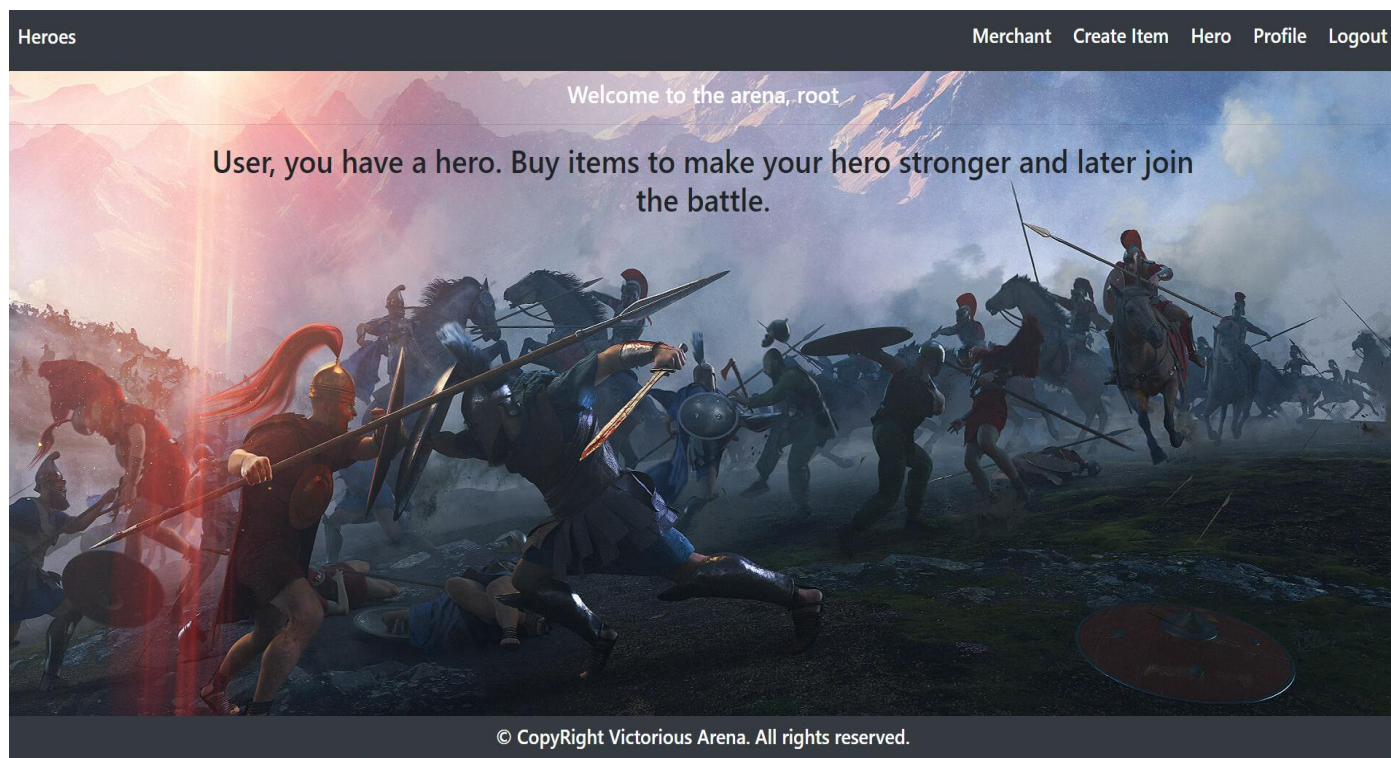 Heroes
Merchant Create Item Hero Profile Logout
Welcome to the arena, root
User, you have a hero. Buy items to make your hero stronger and later join
the battle.
© CopyRight Victorious Arena. All rights reserved.